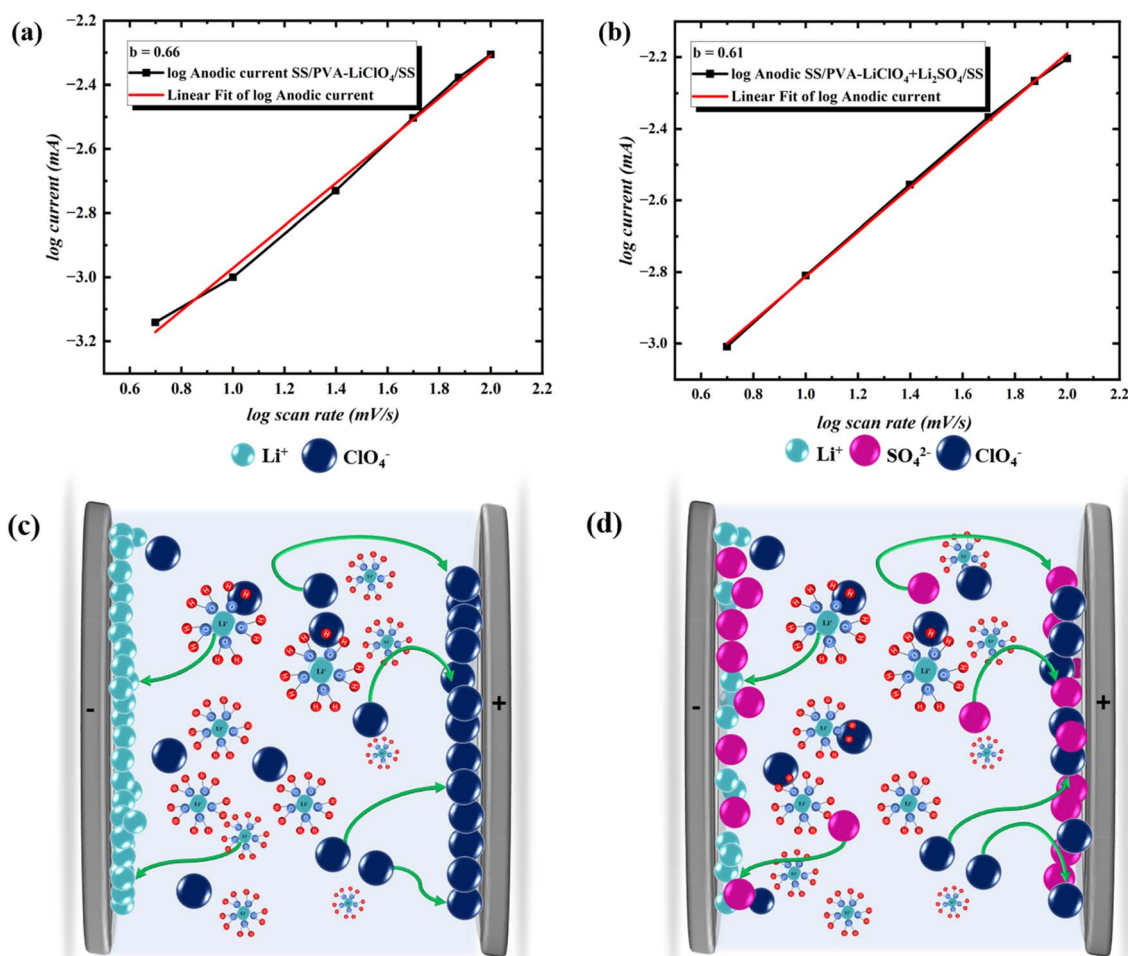 (a)
b = 0.66
log Anodic current SS/PVA-LiClO₄/SS
Linear Fit of log Anodic current
log current (mA)
−2.2
−2.4
−2.6
−2.8
−3.0
−3.2
0.6 0.8 1.0 1.2 1.4 1.6 1.8 2.0 2.2
log scan rate (mV/s)
(b)
b = 0.61
log Anodic SS/PVA-LiClO₄+Li₂SO₄/SS
Linear Fit of log Anodic current
log current (mA)
−2.2
−2.4
−2.6
−2.8
−3.0
0.6 0.8 1.0 1.2 1.4 1.6 1.8 2.0 2.2
log scan rate (mV/s)
Li⁺ ClO₄⁻
(c)
-
+
Li⁺ SO₄²⁻ ClO₄⁻
(d)
-
+